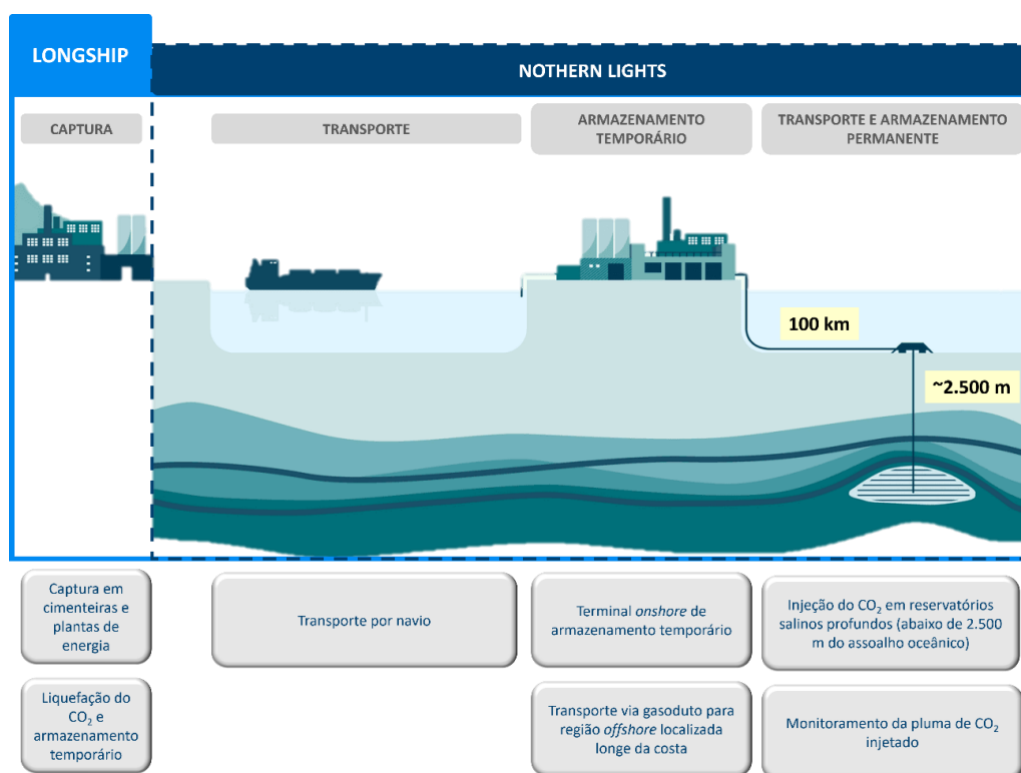 LONGSHIP
NOTHERN LIGHTS
CAPTURA
TRANSPORTE
ARMAZENAMENTO
TEMPORÁRIO
TRANSPORTE E ARMAZENAMENTO
PERMANENTE
100 km
~2.500 m
Captura em
cimenteiras e
plantas de
energia
Transporte por navio
Terminal onshore de
armazenamento temporário
Injeção do CO₂ em reservatórios
salinos profundos (abaixo de 2.500
m do assoalho oceânico)
Liquefação do
CO₂ e
armazenamento
temporário
Transporte via gasoduto para
região offshore localizada
longe da costa
Monitoramento da pluma de CO₂
injetado